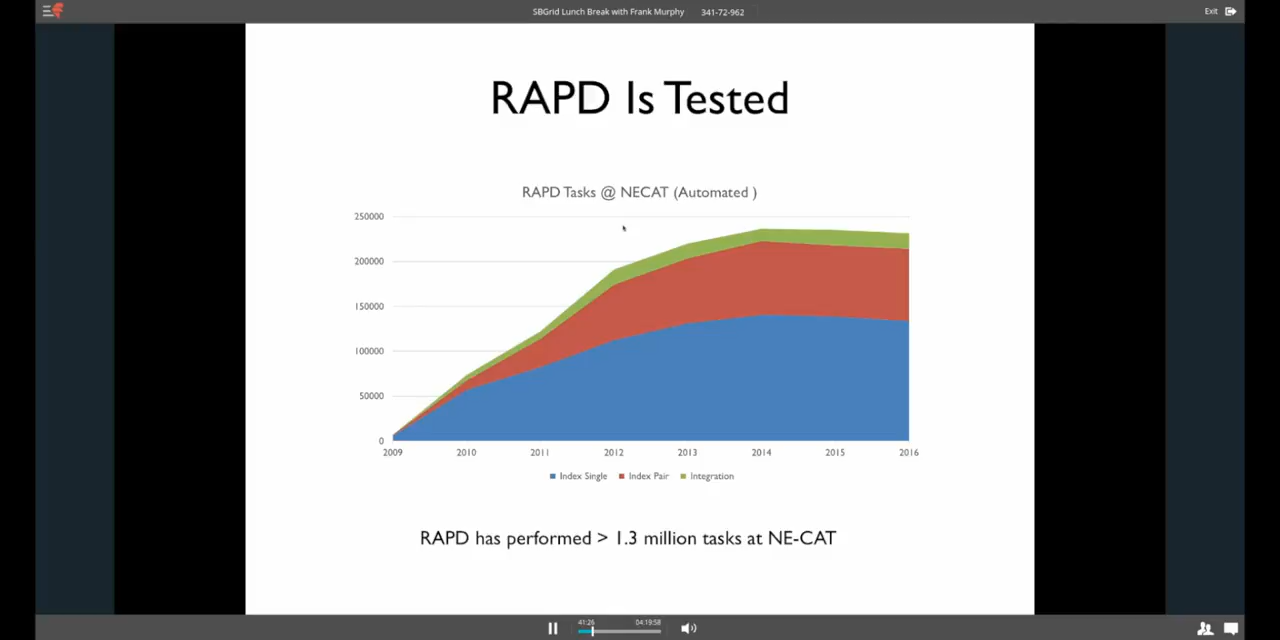 SBGrid Lunch Break with Frank Murphy 341-72-962 Exit
RAPD Is Tested
RAPD Tasks @ NECAT (Automated )
250000
200000
150000
100000
50000
0
2009 2010 2011 2012 2013 2014 2015 2016
Index Single Index Pair Integration
RAPD has performed > 1.3 million tasks at NE-CAT
41:26 04:19:58